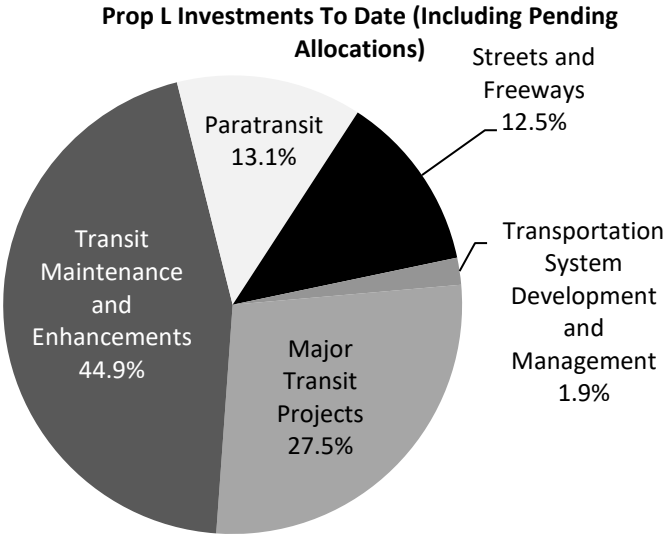 Prop L Investments To Date (Including Pending
Allocations)
Streets and
Freeways
12.5%
Paratransit
13.1%
Transportation
System
Development
and
Management
1.9%
Transit
Maintenance
and
Enhancements
44.9%
Major
Transit
Projects
27.5%